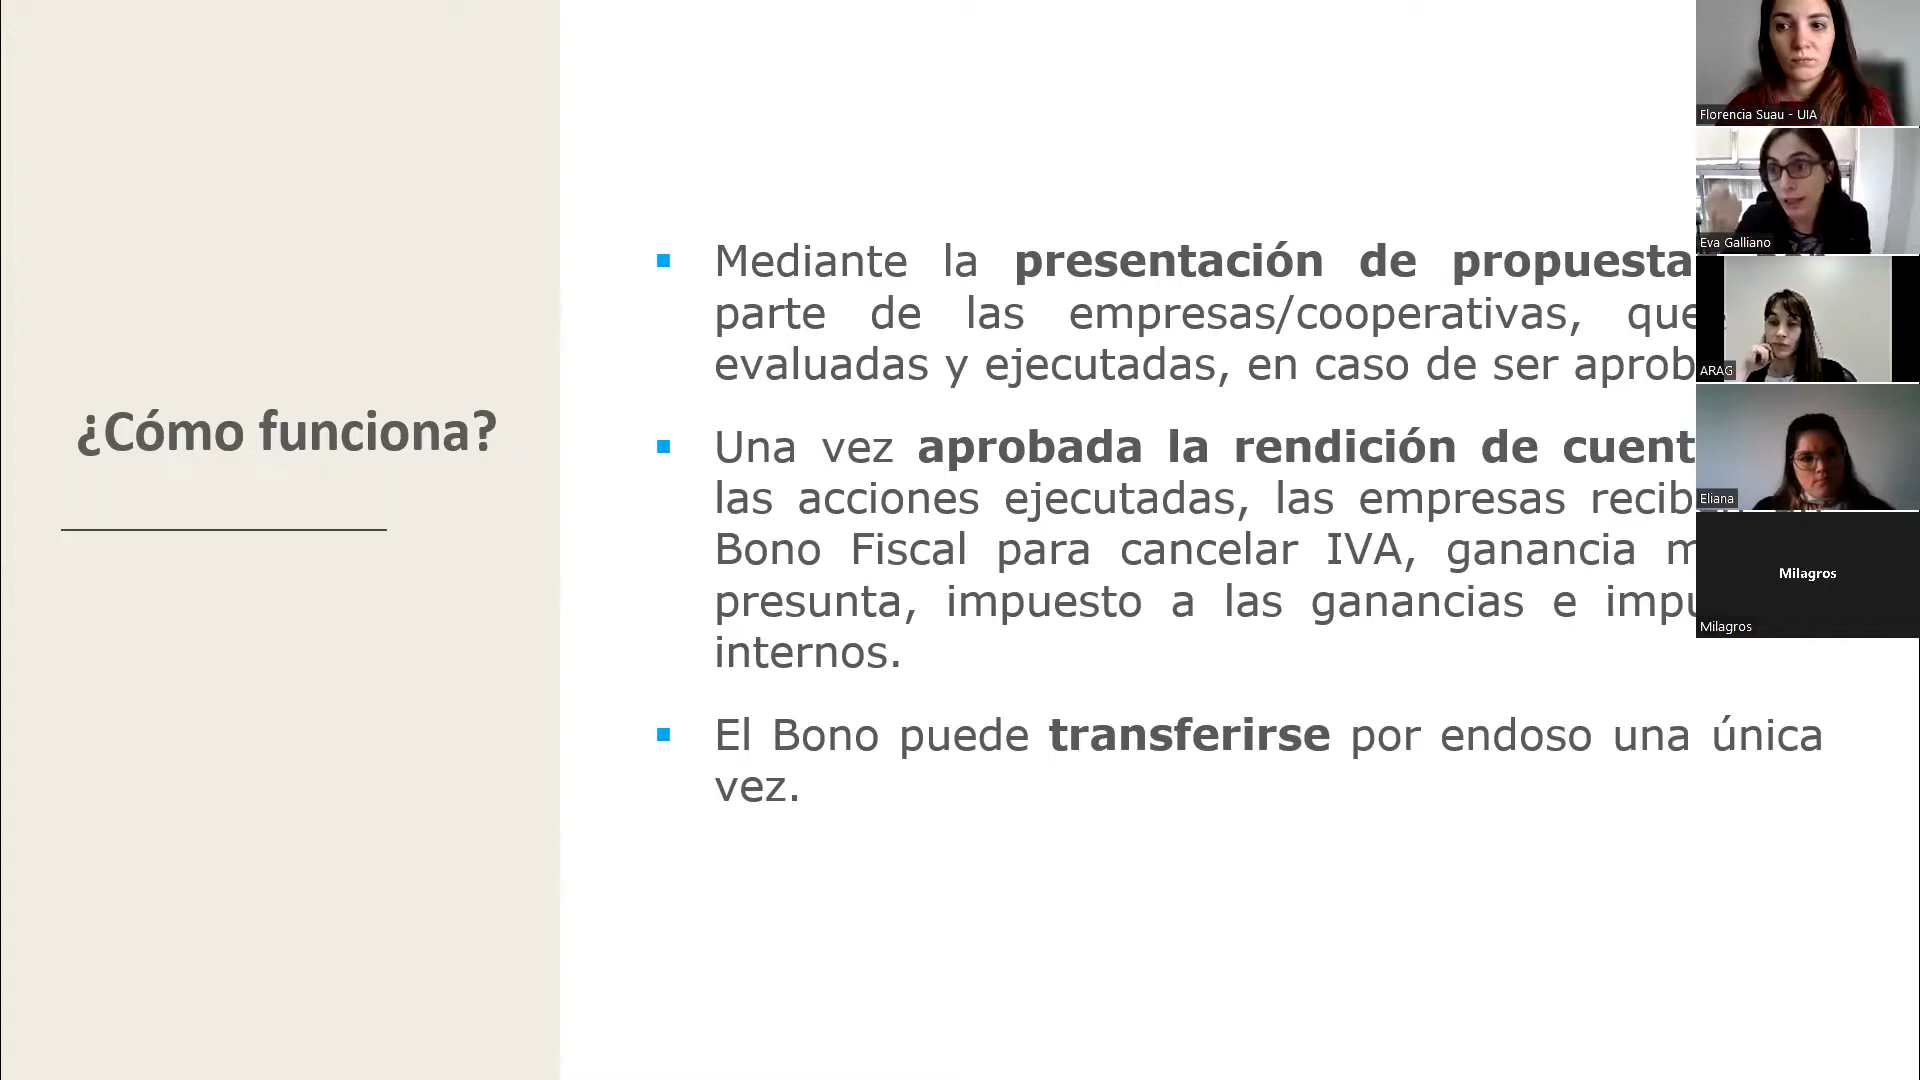 ¿Cómo funciona?
Mediante la presentación de propuesta
parte de las empresas/cooperativas, que
evaluadas y ejecutadas, en caso de ser aprob
Una vez aprobada la rendición de cuent
las acciones ejecutadas, las empresas recib
Bono Fiscal para cancelar IVA, ganancia m
presunta, impuesto a las ganancias e impu
internos.
El Bono puede transferirse por endoso una única
vez.
Florencia Suau - UIA
Eva Galliano
ARAG
Eliana
Milagros
Milagros